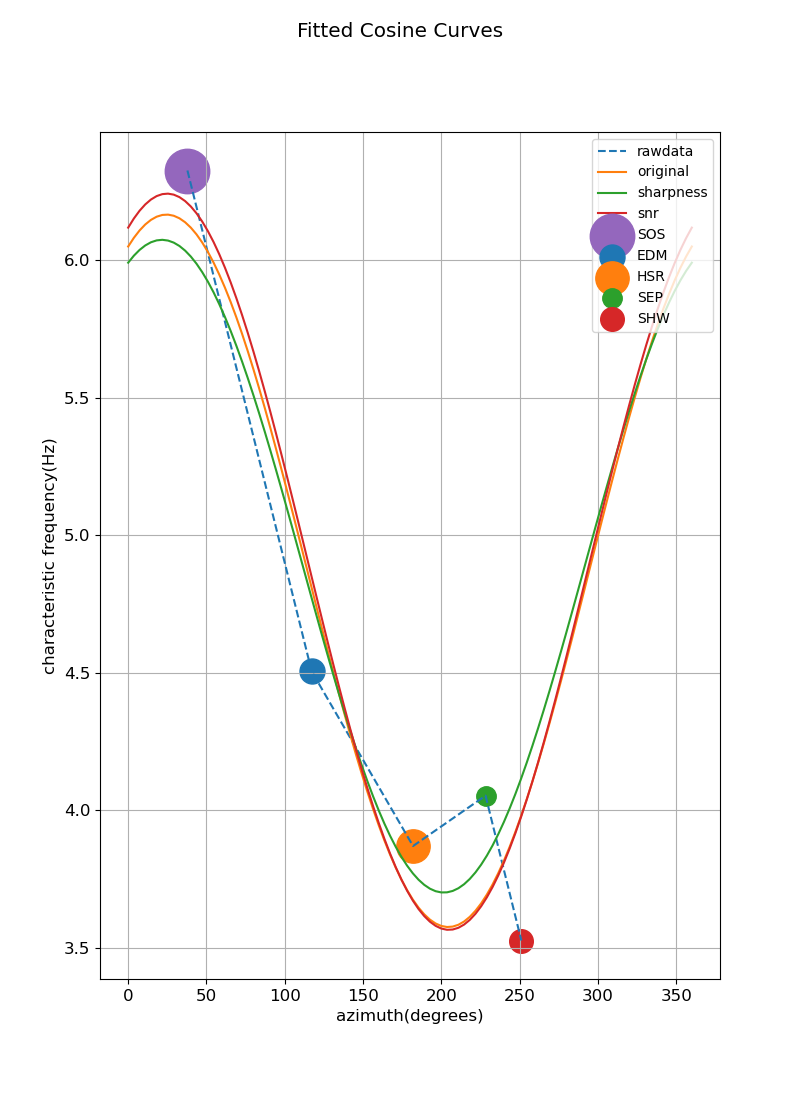 Fitted Cosine Curves
rawdata
original
sharpness
snr
SOS
EDM
HSR
SEP
SHW
6.0
5.5
5.0
4.5
4.0
3.5
characteristic frequency(Hz)
0 50 100 150 200 250 300 350
azimuth(degrees)